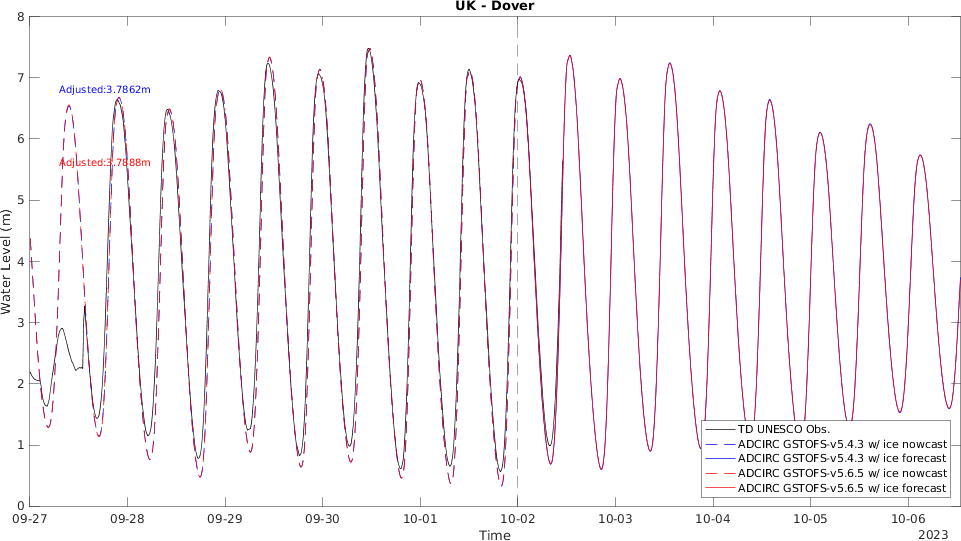 UK - Dover
8
7
6
5
4
3
2
1
0
Water Level (m)
Adjusted:3.7862m
Adjusted:3.7888m
TD UNESCO Obs.
ADCIRC GSTOFS-v5.4.3 w/ ice nowcast
ADCIRC GSTOFS-v5.4.3 w/ ice forecast
ADCIRC GSTOFS-v5.6.5 w/ ice nowcast
ADCIRC GSTOFS-v5.6.5 w/ ice forecast
09-27 09-28 09-29 09-30 10-01 10-02 10-03 10-04 10-05 10-06
Time
2023